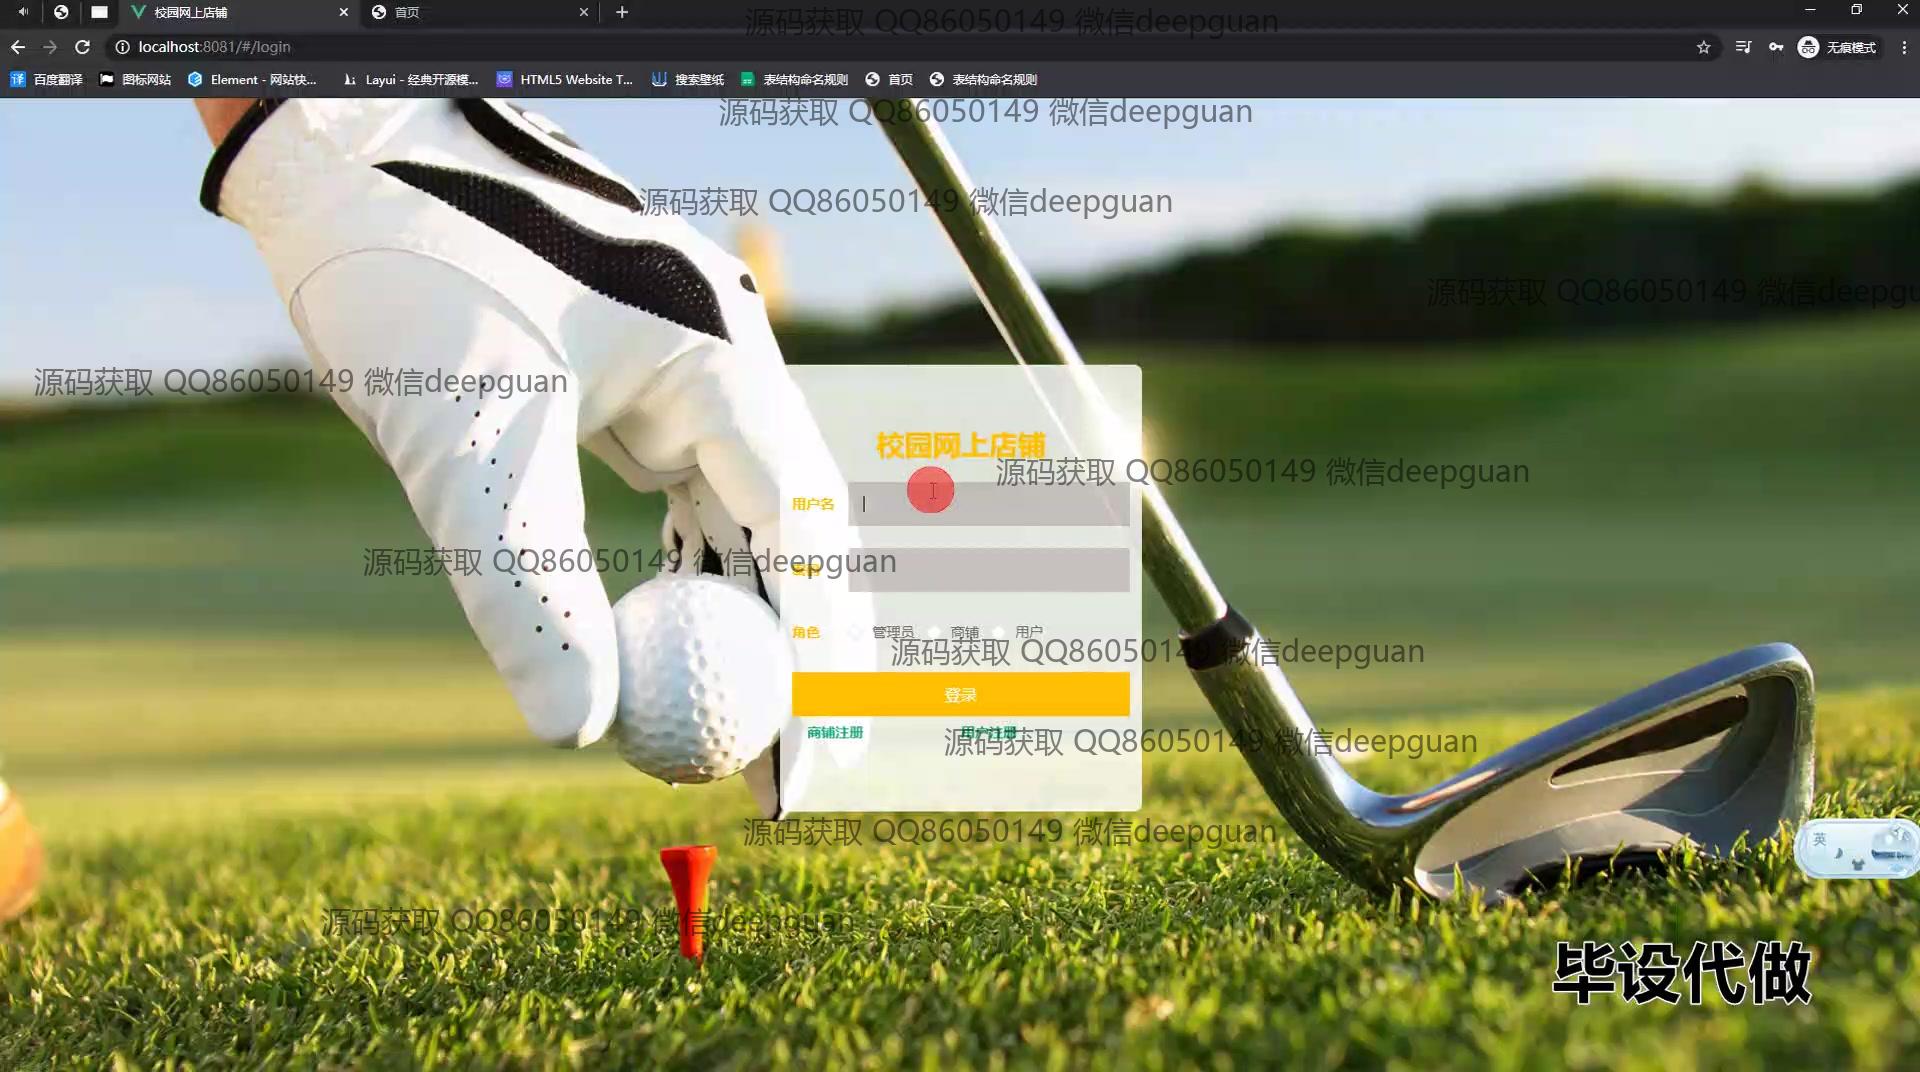 校园网上店铺
首页
源码获取 QQ86050149 微信deepguan
localhost:8081/#/login
无痕模式
百度翻译
图标网站
Element - 网站快...
Layui - 经典开源模...
HTML5 Website T...
搜索壁纸
表结构命名规则
首页
表结构命名规则
源码获取 QQ86050149 微信deepguan
源码获取 QQ86050149 微信deepguan
源码获取 QQ86050149 微信deepgu
源码获取 QQ86050149 微信deepguan
校园网上店铺
源码获取 QQ86050149 微信deepguan
用户名
源码获取 QQ86050149 微信deepguan
角色 管理员 商铺 用户
源码获取 QQ86050149 微信deepguan
登录
商铺注册 用户注册
源码获取 QQ86050149 微信deepguan
源码获取 QQ86050149 微信deepguan
英
源码获取 QQ86050149 微信deepguan
毕设代做